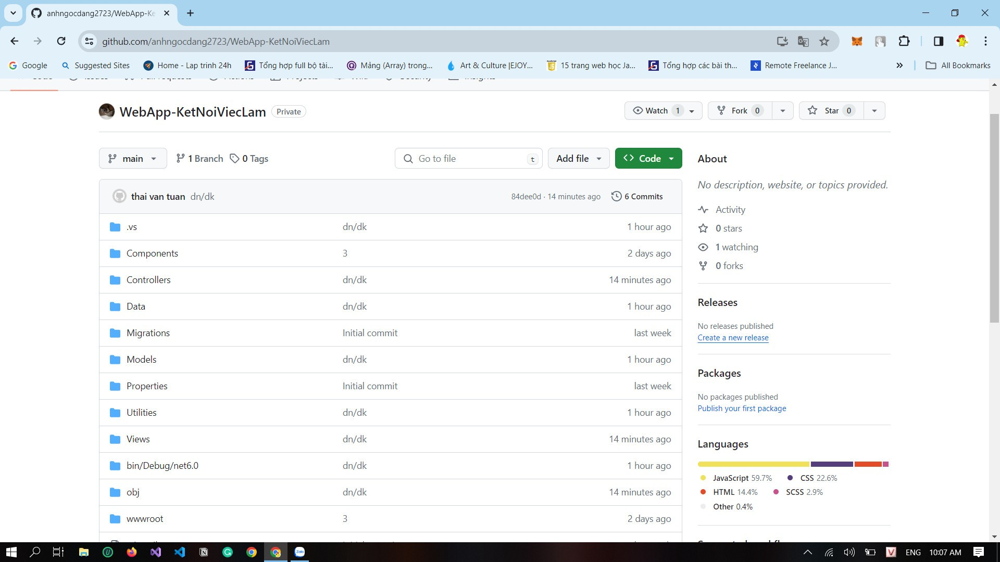 anhngocdang2723/WebApp-Ke
github.com/anhngocdang2723/WebApp-KetNoiViecLam
Google Suggested Sites Home - Lap trinh 24h Tổng hợp full bộ tài... Mảng (Array) trong... Art & Culture |EJOY... 15 trang web học Ja... Tổng hợp các bài th... Remote Freelance J... All Bookmarks
WebApp-KetNoiViecLam Private Watch 1 Fork 0 Star 0
main 1 Branch 0 Tags Go to file t Add file Code
thai van tuan dn/dk 84dee0d · 14 minutes ago 6 Commits
.vs dn/dk 1 hour ago
Components 3 2 days ago
Controllers dn/dk 14 minutes ago
Data dn/dk 1 hour ago
Migrations Initial commit last week
Models dn/dk 1 hour ago
Properties Initial commit last week
Utilities dn/dk 1 hour ago
Views dn/dk 14 minutes ago
bin/Debug/net6.0 dn/dk 1 hour ago
obj dn/dk 14 minutes ago
wwwroot 3 2 days ago
About
No description, website, or topics provided.
Activity
0 stars
1 watching
0 forks
Releases
No releases published
Create a new release
Packages
No packages published
Publish your first package
Languages
JavaScript 59.7% CSS 22.6%
HTML 14.4% SCSS 2.9%
Other 0.4%
Zalo V ENG 10:07 AM